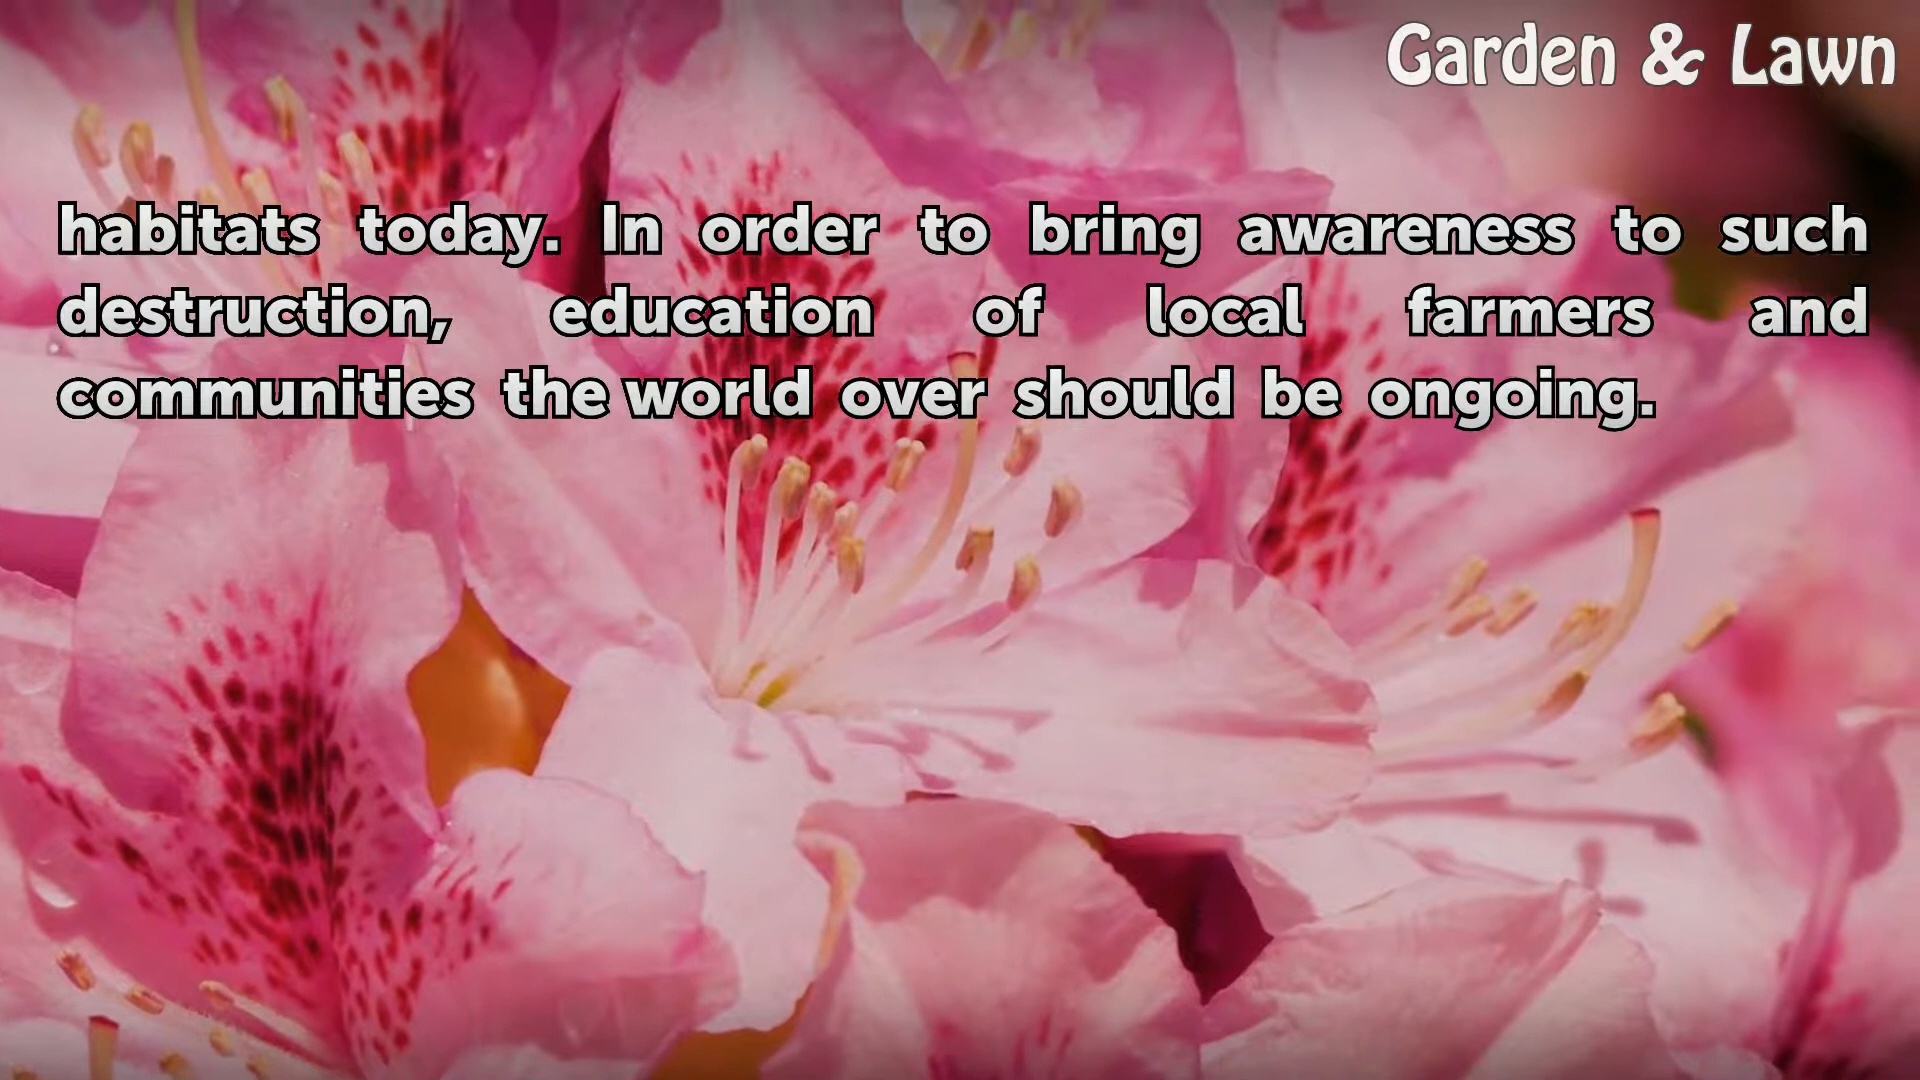 Garden & Lawn
habitats today. In order to bring awareness to such
destruction, education of local farmers and
communities the world over should be ongoing.